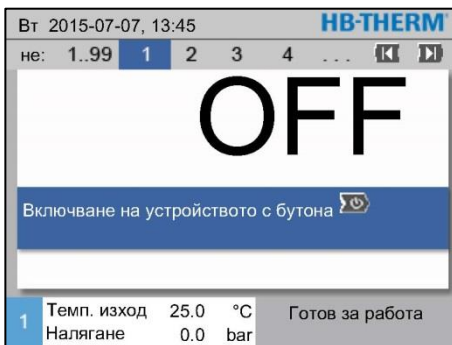 Вт 2015-07-07, 13:45 HB-THERM
не: 1..99 1 2 3 4 ...
OFF
Включване на устройството с бутона
1 Темп. изход 25.0 °C Готов за работа
Налягане 0.0 bar